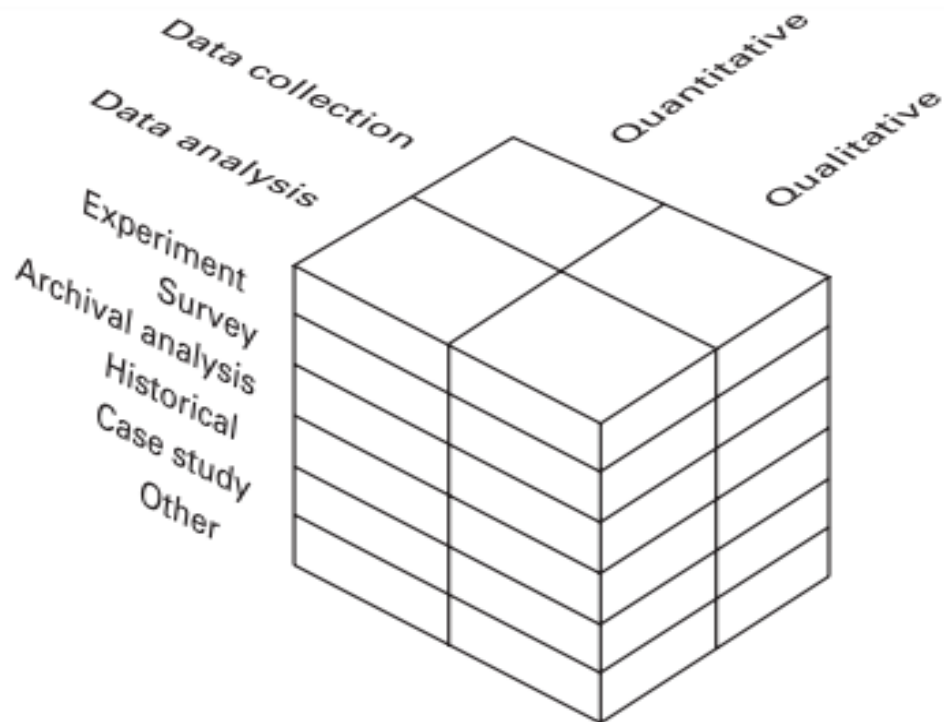 Data collection
Data analysis
Quantitative
Qualitative
Experiment
Survey
Archival analysis
Historical
Case study
Other